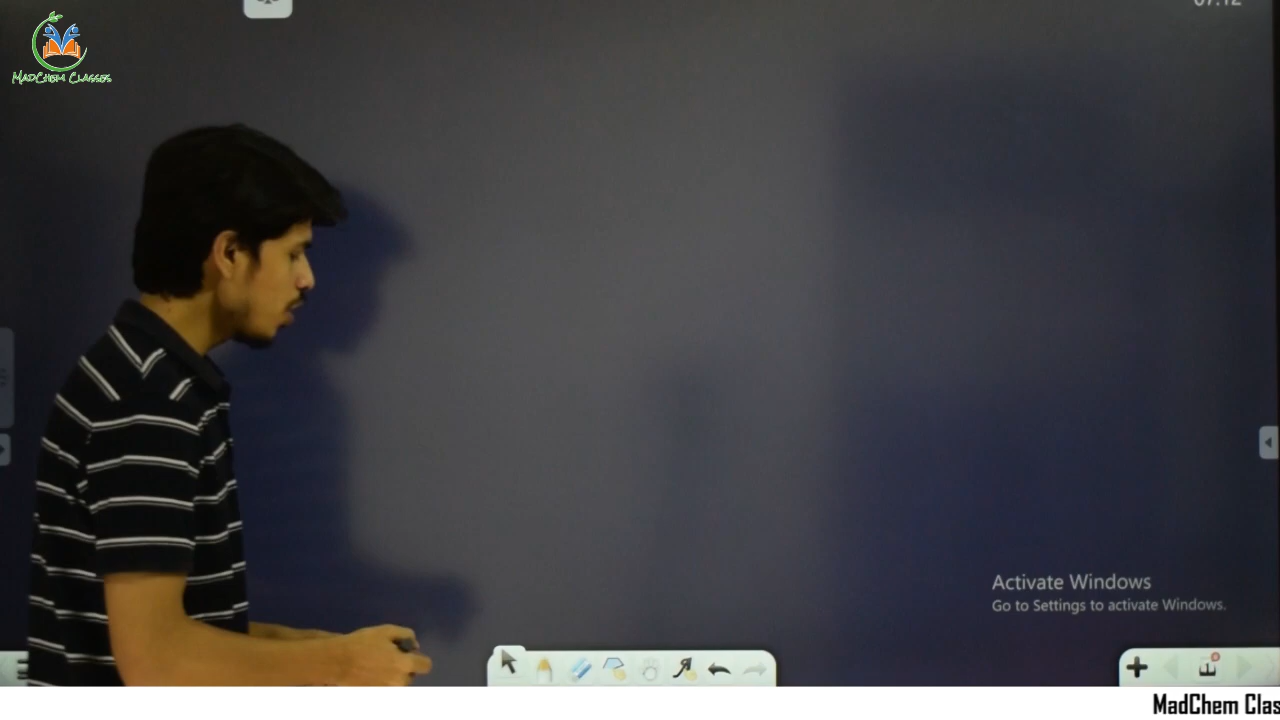 07:12
MADCHEM CLASSES
Activate Windows
Go to Settings to activate Windows.
MadChem Clas